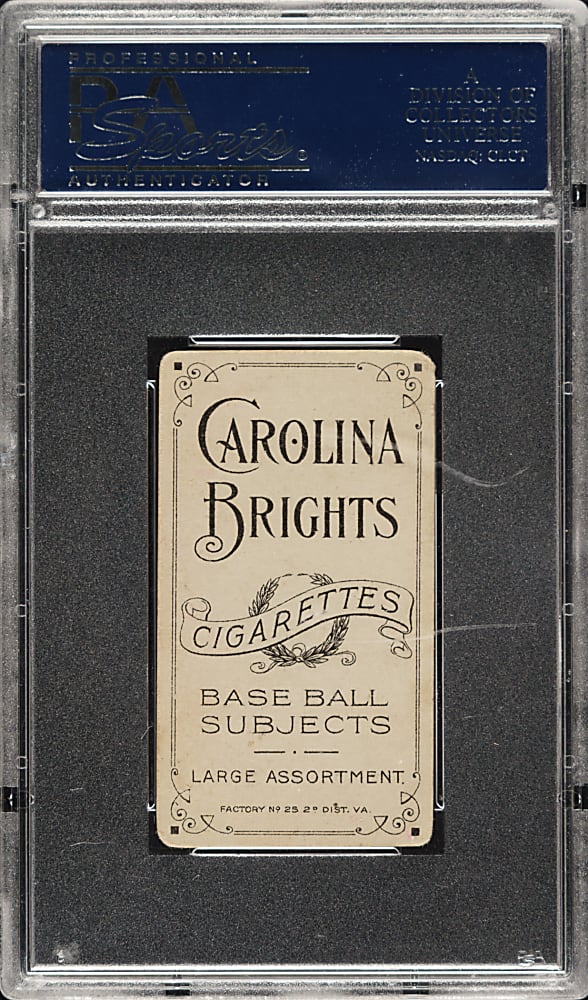 PROFESSIONAL
PSA
Sports
AUTHENTICATOR
A
DIVISION OF
COLLECTORS
UNIVERSE
NASDAQ: CLCT
CAROLINA
BRIGHTS
CIGARETTES
BASE BALL
SUBJECTS
LARGE ASSORTMENT.
FACTORY Nº 25 2ᴰ DIST. VA.